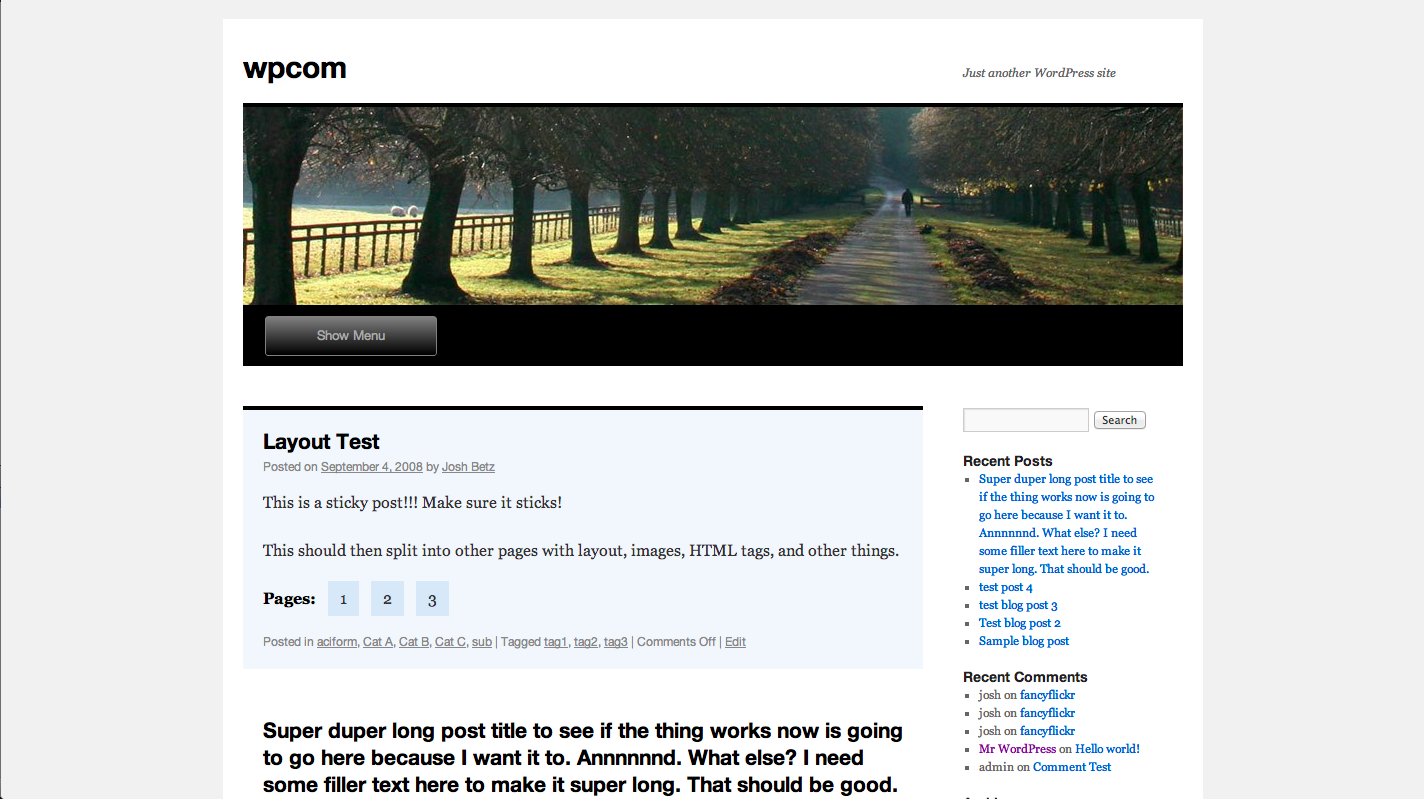 wpcom
Just another WordPress site
Show Menu
Layout Test
Posted on September 4, 2008 by Josh Betz
This is a sticky post!!! Make sure it sticks!
This should then split into other pages with layout, images, HTML tags, and other things.
Pages: 1 2 3
Posted in aciform, Cat A, Cat B, Cat C, sub | Tagged tag1, tag2, tag3 | Comments Off | Edit
Super duper long post title to see if the thing works now is going
to go here because I want it to. Annnnnnd. What else? I need
some filler text here to make it super long. That should be good.
Search
Recent Posts
Super duper long post title to see
if the thing works now is going to
go here because I want it to.
Annnnnnd. What else? I need
some filler text here to make it
super long. That should be good.
test post 4
test blog post 3
Test blog post 2
Sample blog post
Recent Comments
josh on fancyflickr
josh on fancyflickr
josh on fancyflickr
Mr WordPress on Hello world!
admin on Comment Test